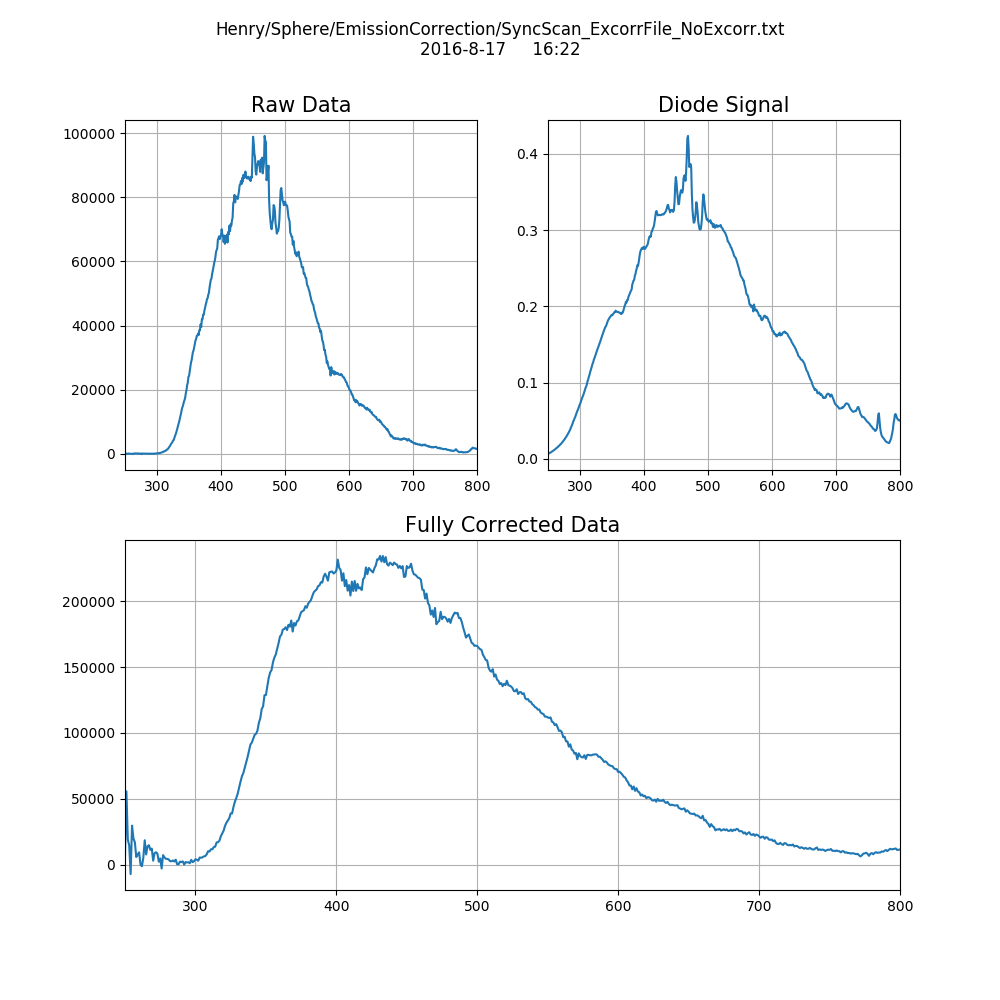 Henry/Sphere/EmissionCorrection/SyncScan_ExcorrFile_NoExcorr.txt
2016-8-17 16:22
Raw Data
100000
80000
60000
40000
20000
0
300 400 500 600 700 800
Diode Signal
0.4
0.3
0.2
0.1
0.0
300 400 500 600 700 800
Fully Corrected Data
200000
150000
100000
50000
0
300 400 500 600 700 800